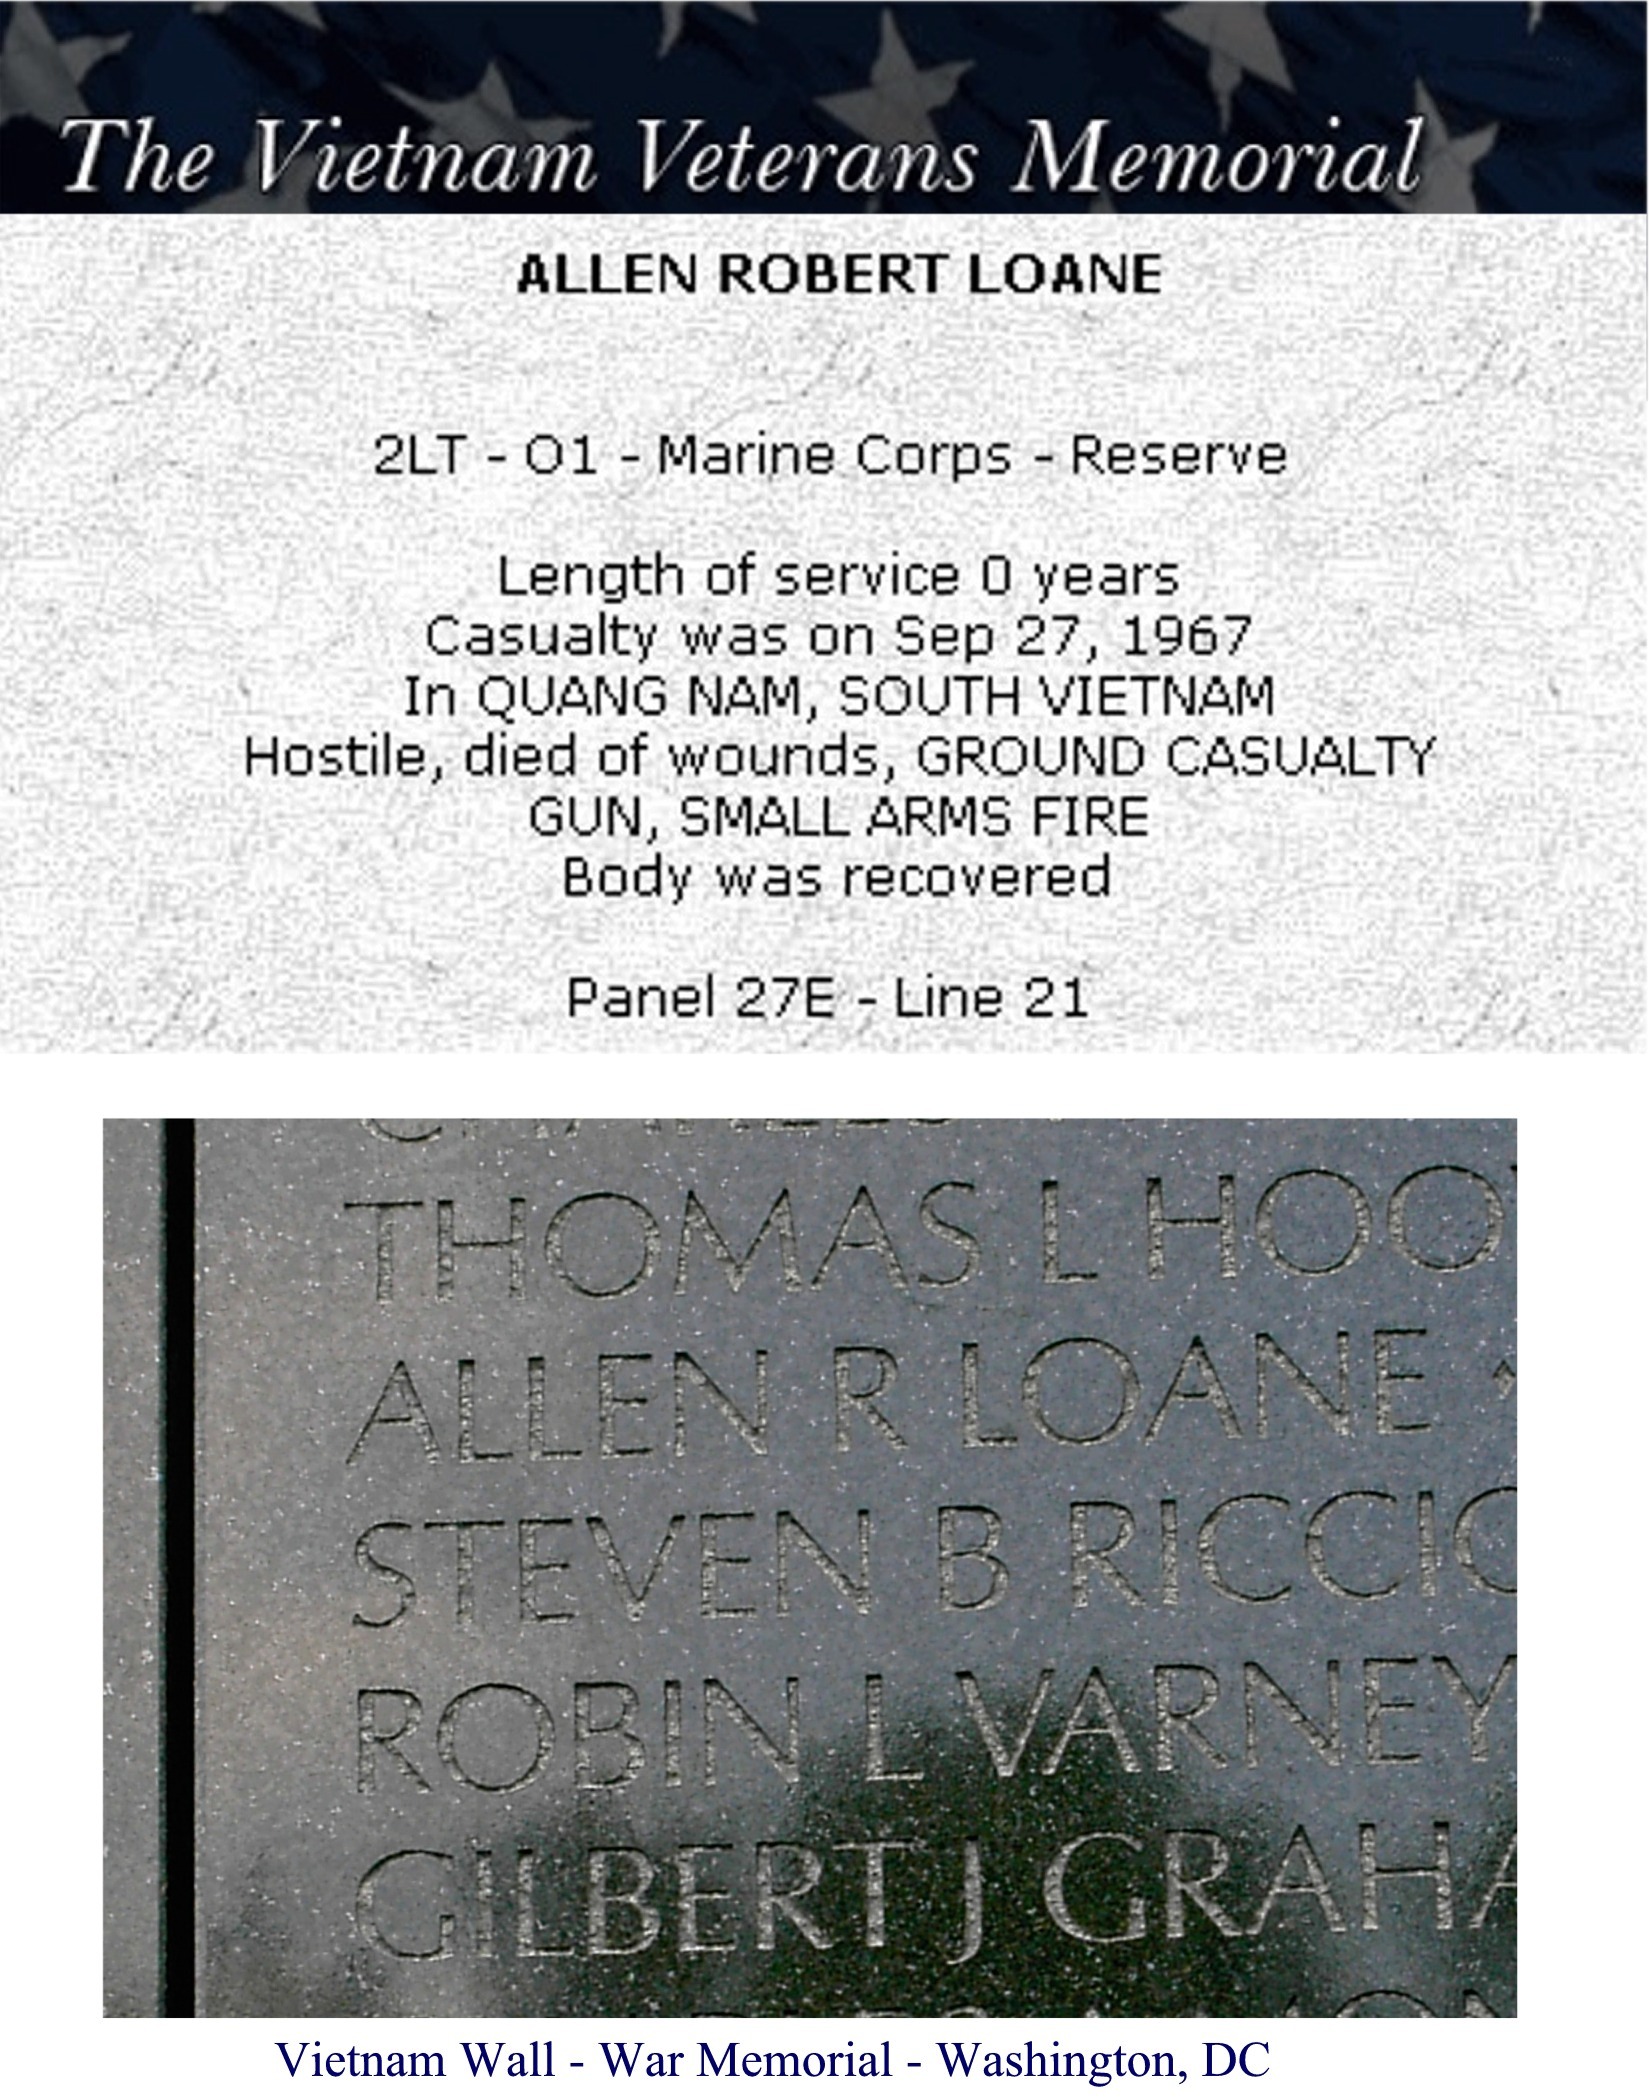 The Vietnam Veterans Memorial
ALLEN ROBERT LOANE
2LT - O1 - Marine Corps - Reserve
Length of service 0 years
Casualty was on Sep 27, 1967
In QUANG NAM, SOUTH VIETNAM
Hostile, died of wounds, GROUND CASUALTY
GUN, SMALL ARMS FIRE
Body was recovered
Panel 27E - Line 21
THOMAS L HOO
ALLEN R LOANE
STEVEN B RICCIO
ROBIN L VARNEY
GILBERT J GRAHA
Vietnam Wall - War Memorial - Washington, DC